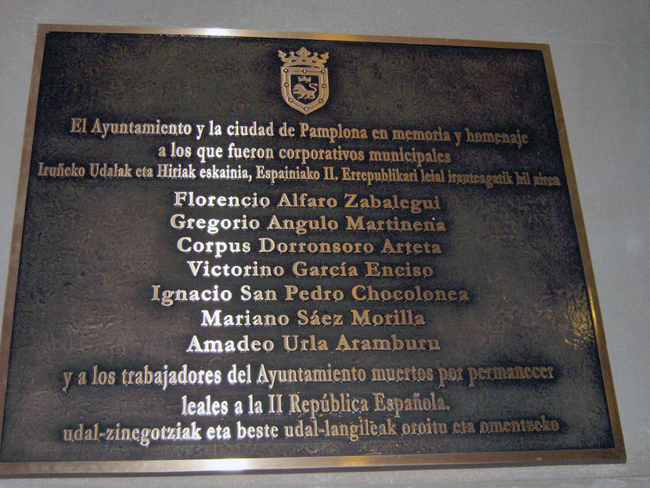 El Ayuntamiento y la ciudad de Pamplona en memoria y homenaje
a los que fueron corporativos municipales
Iruñeko Udalak eta Hiriak eskainia, Espainiako II. Errepublikari leial izateagatik hil ziren
Florencio Alfaro Zabalegui
Gregorio Angulo Martinena
Corpus Dorronsoro Arteta
Victorino García Enciso
Ignacio San Pedro Chocolonea
Mariano Sáez Morilla
Amadeo Urla Aramburu
y a los trabajadores del Ayuntamiento muertos por permanecer
leales a la II República Española.
udal-zinegotziak eta beste udal-langileak oroitu eta omentzeko